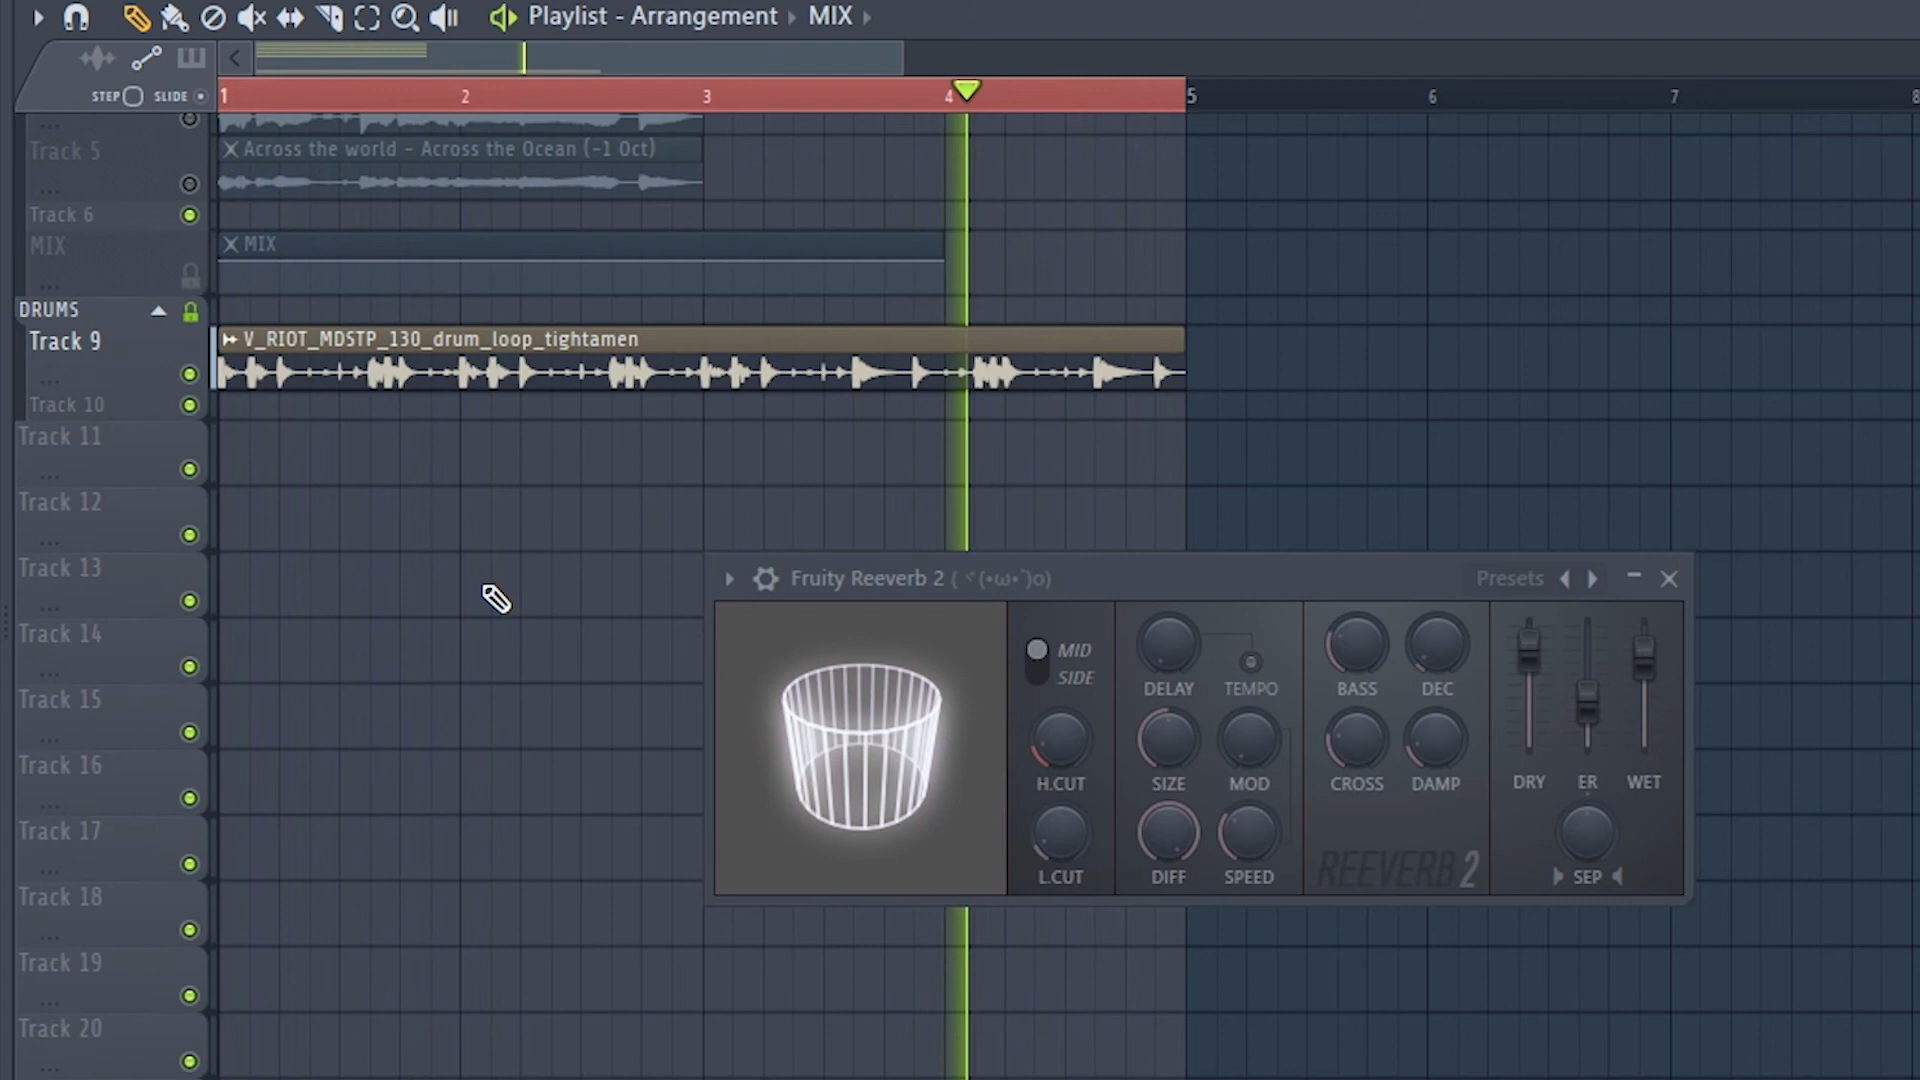 Playlist - Arrangement › MIX ›
STEP SLIDE 1 2 3 4 5 6 7 8
...
Track 5
Across the world - Across the Ocean (-1 Oct)
...
Track 6
MIX
MIX
...
DRUMS
Track 9
V_RIOT_MDSTP_130_drum_loop_tightamen
...
Track 10
Track 11
...
Track 12
...
Track 13
...
Track 14
...
Track 15
...
Track 16
...
Track 17
...
Track 18
...
Track 19
...
Track 20
...
Fruity Reeverb 2
Presets
MID
SIDE
H.CUT
L.CUT
DELAY TEMPO
SIZE MOD
DIFF SPEED
BASS DEC
CROSS DAMP
REEVERB 2
DRY ER WET
SEP